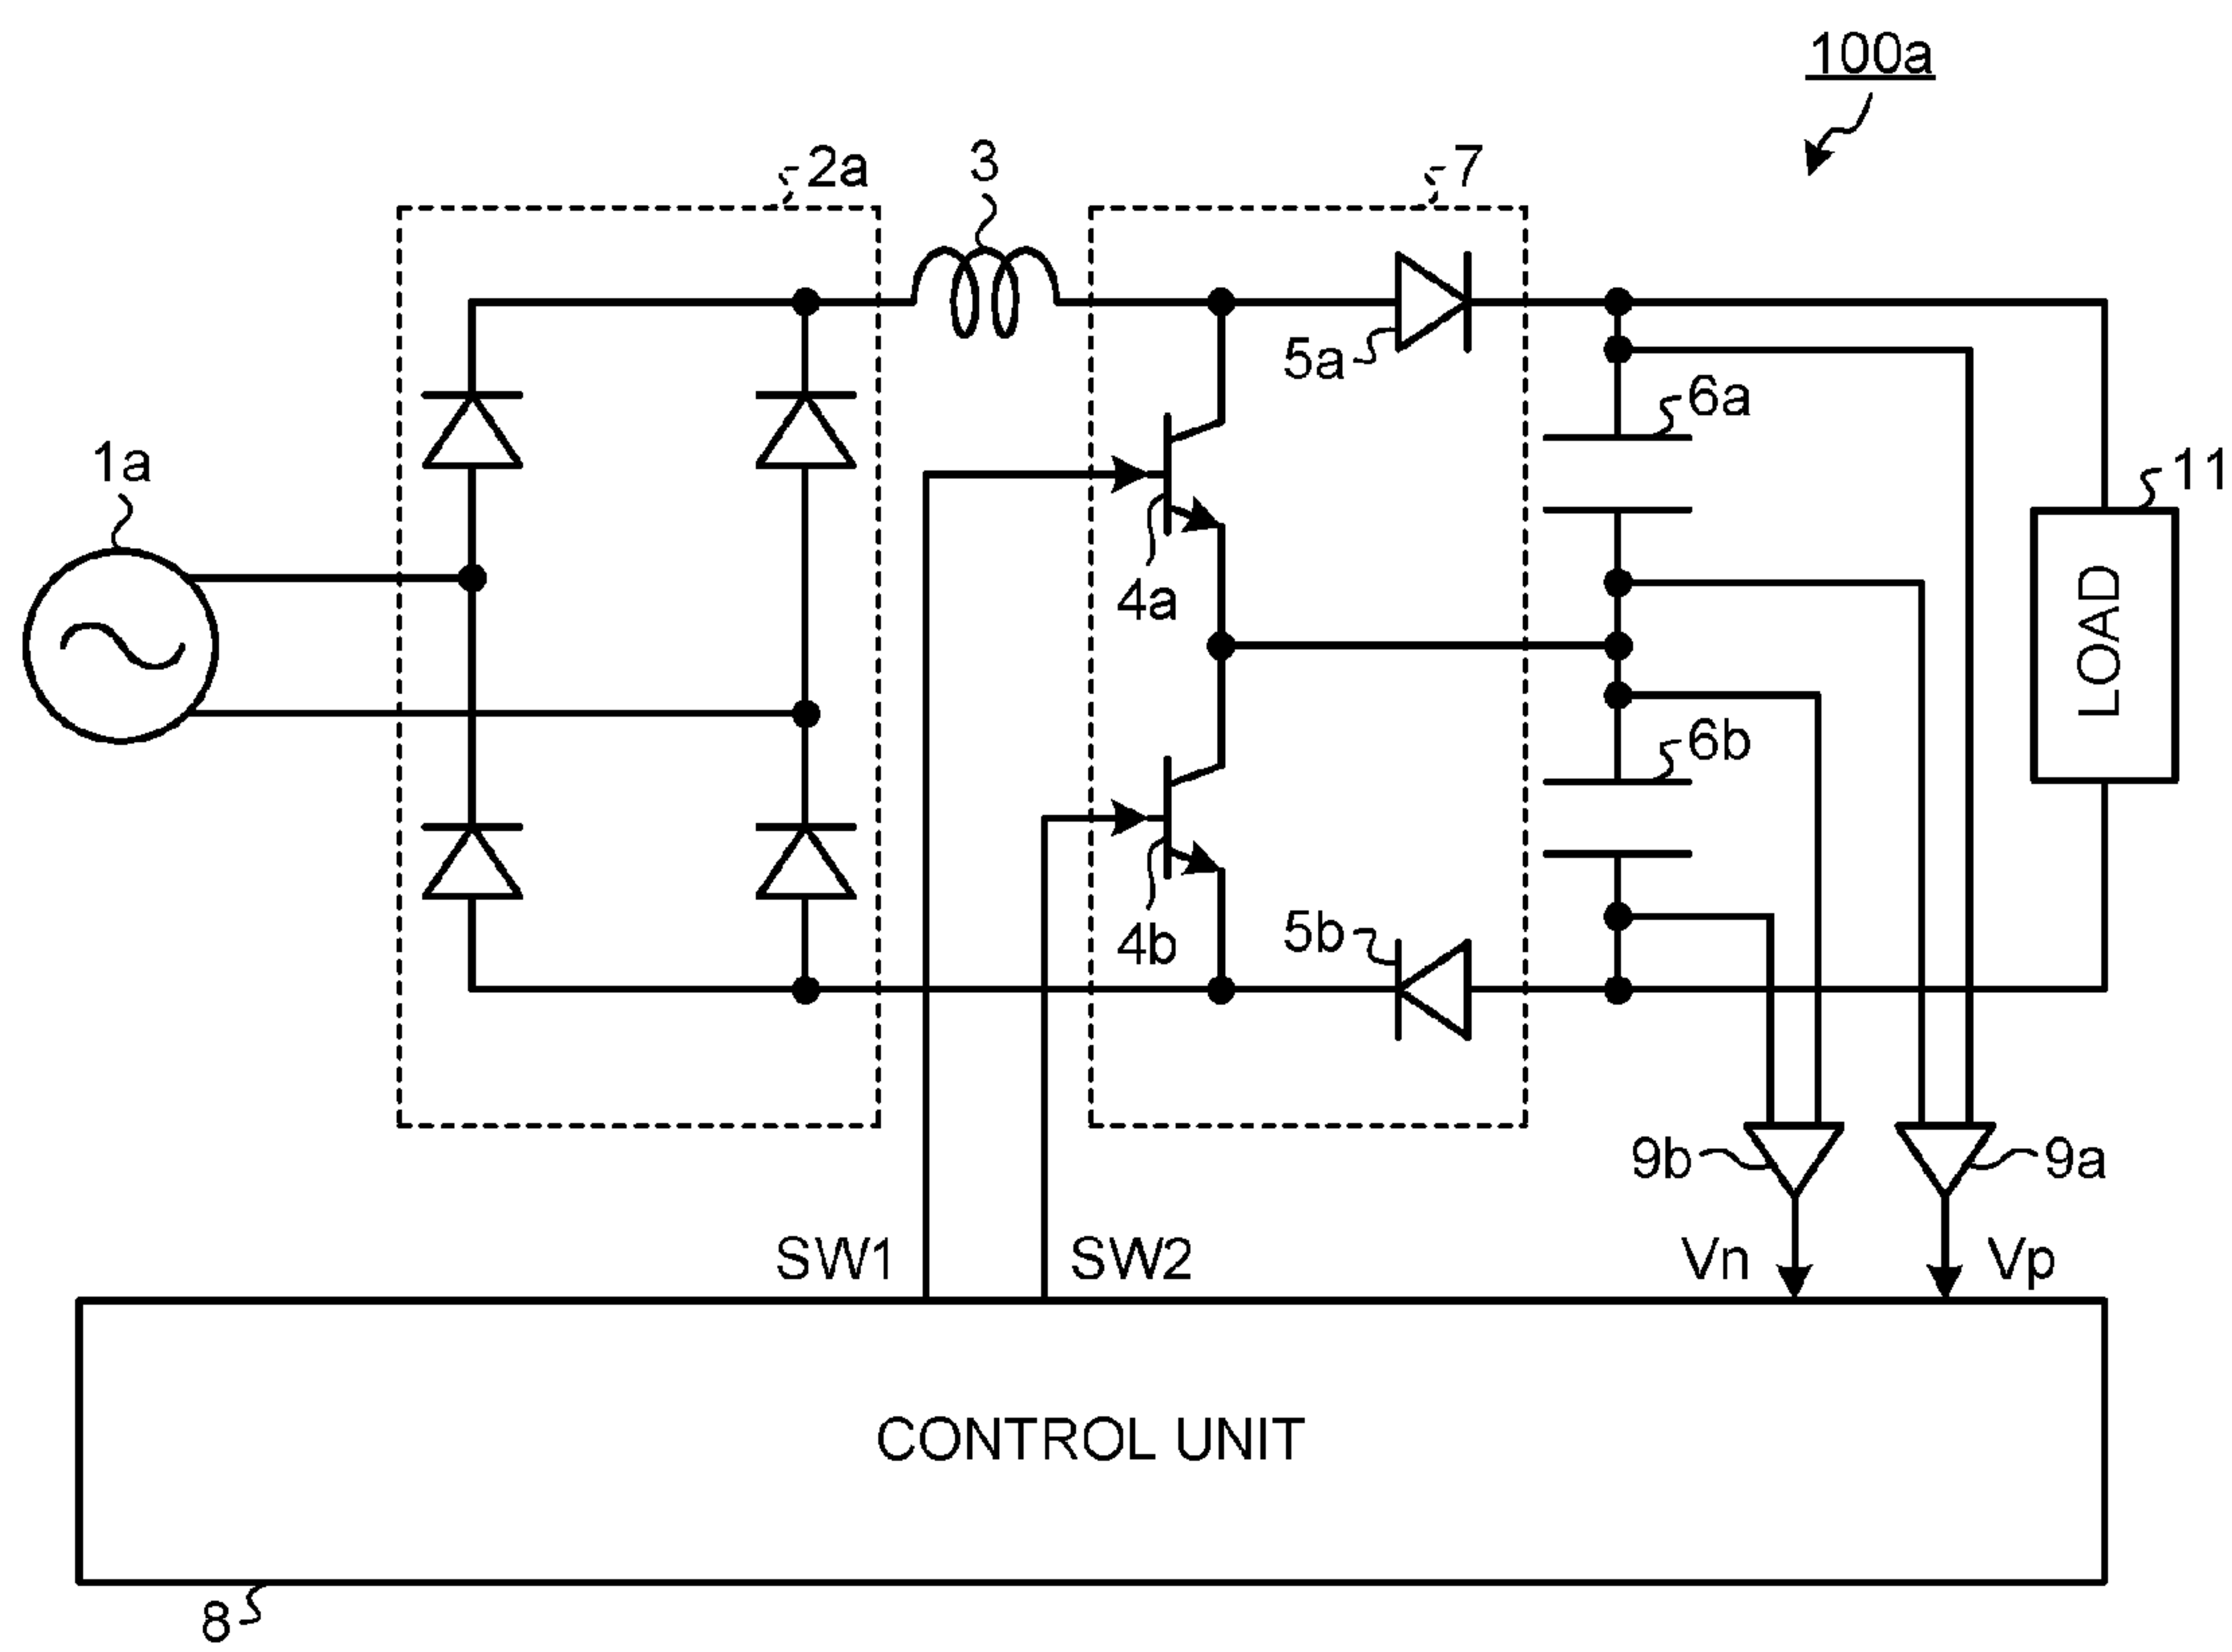 100a
2a
3
7
5a
6a
1a
11
4a
LOAD
6b
5b
4b
9b
9a
SW1
SW2
Vn
Vp
CONTROL UNIT
8